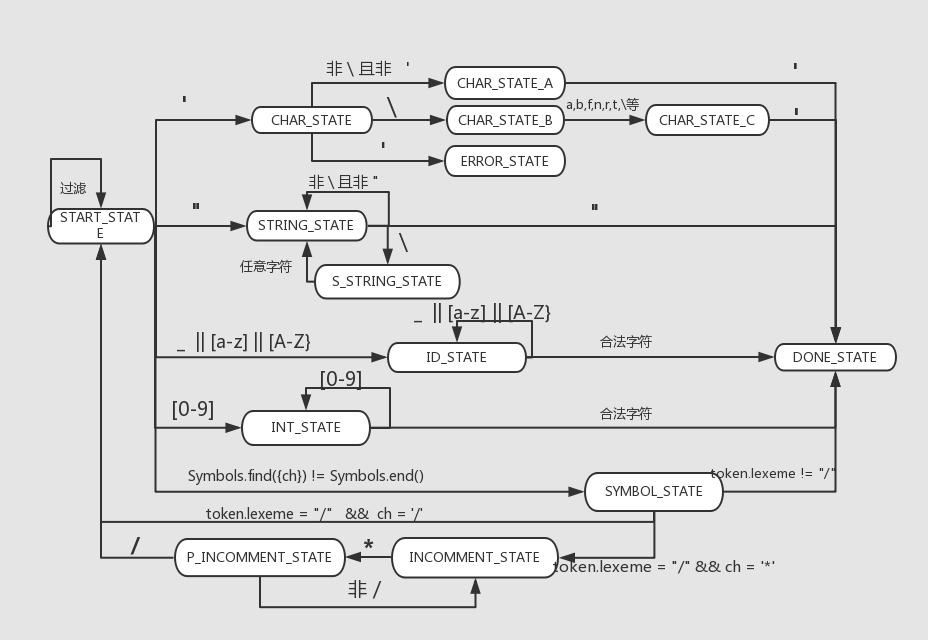 非 \ 且非 '
'
CHAR_STATE_A
'
\
a,b,f,n,r,t,\等
'
CHAR_STATE
CHAR_STATE_B
CHAR_STATE_C
'
ERROR_STATE
过滤
非 \ 且非 "
"
"
START_STAT
E
STRING_STATE
\
任意字符
S_STRING_STATE
_ || [a-z] || [A-Z}
_ || [a-z] || [A-Z}
合法字符
ID_STATE
DONE_STATE
[0-9]
[0-9]
合法字符
INT_STATE
Symbols.find({ch}) != Symbols.end()
token.lexeme != "/"
SYMBOL_STATE
token.lexeme = "/" && ch = '/'
/
*
P_INCOMMENT_STATE
INCOMMENT_STATE
token.lexeme = "/" && ch = '*'
非 /